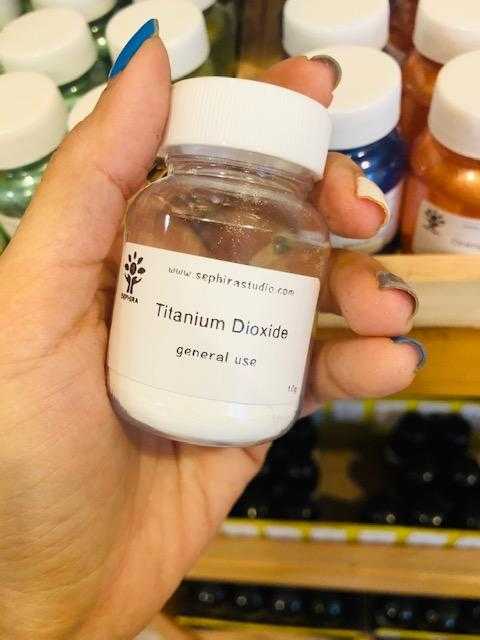 www.sephirastudio.com
SEPHIRA
Titanium Dioxide
general use